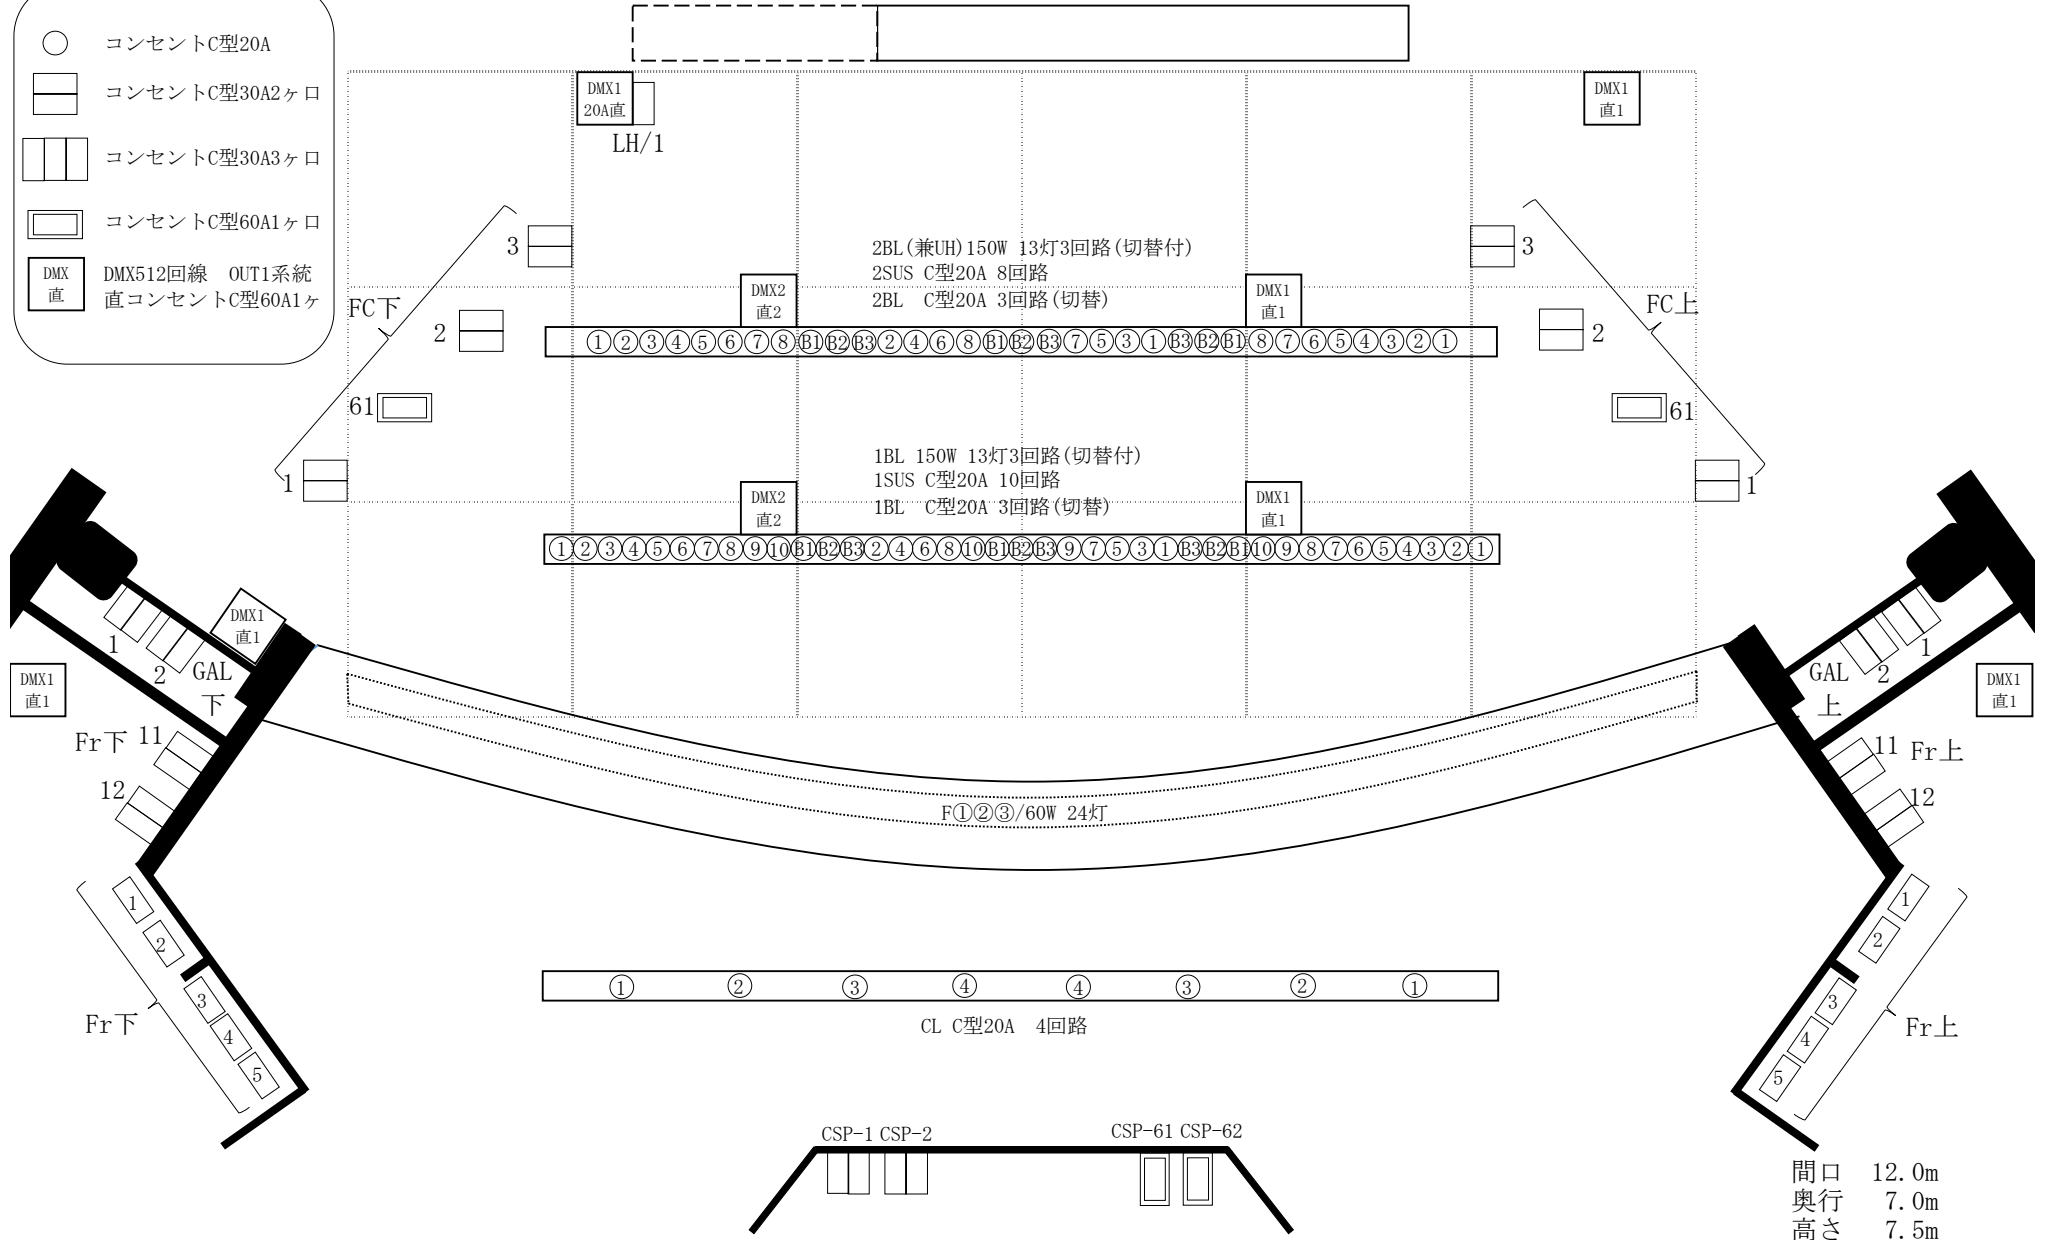 コンセントC型20A
コンセントC型30A2ヶ口
コンセントC型30A3ヶ口
コンセントC型60A1ヶ口
DMX
直
DMX512回線　OUT1系統
直コンセントC型60A1ヶ
DMX1
20A直
LH/1
DMX1
直1
3
2
61
1
FC下
3
2
61
1
FC上
2BL(兼UH)150W 13灯3回路(切替付)
2SUS C型20A 8回路
2BL　C型20A 3回路(切替)
DMX2
直2
DMX1
直1
①②③④⑤⑥⑦⑧B1B2B3②④⑥⑧B1B2B3⑦⑤③①B3B2B1⑧⑦⑥⑤④③②①
1BL 150W 13灯3回路(切替付)
1SUS C型20A 10回路
1BL　C型20A 3回路(切替)
DMX2
直2
DMX1
直1
①②③④⑤⑥⑦⑧⑨⑩B1B2B3②④⑥⑧⑩B1B2B3⑨⑦⑤③①B3B2B1⑩⑨⑧⑦⑥⑤④③②①
DMX1
直1
1
2
GAL
下
DMX1
直1
1
2
GAL
上
DMX1
直1
Fr下 11
12
11 Fr上
12
F①②③/60W 24灯
1
2
3
4
5
Fr下
1
2
3
4
5
Fr上
① ② ③ ④ ④ ③ ② ①
CL C型20A　4回路
CSP-1 CSP-2
CSP-61 CSP-62
間口　12.0m
奥行　7.0m
高さ　7.5m